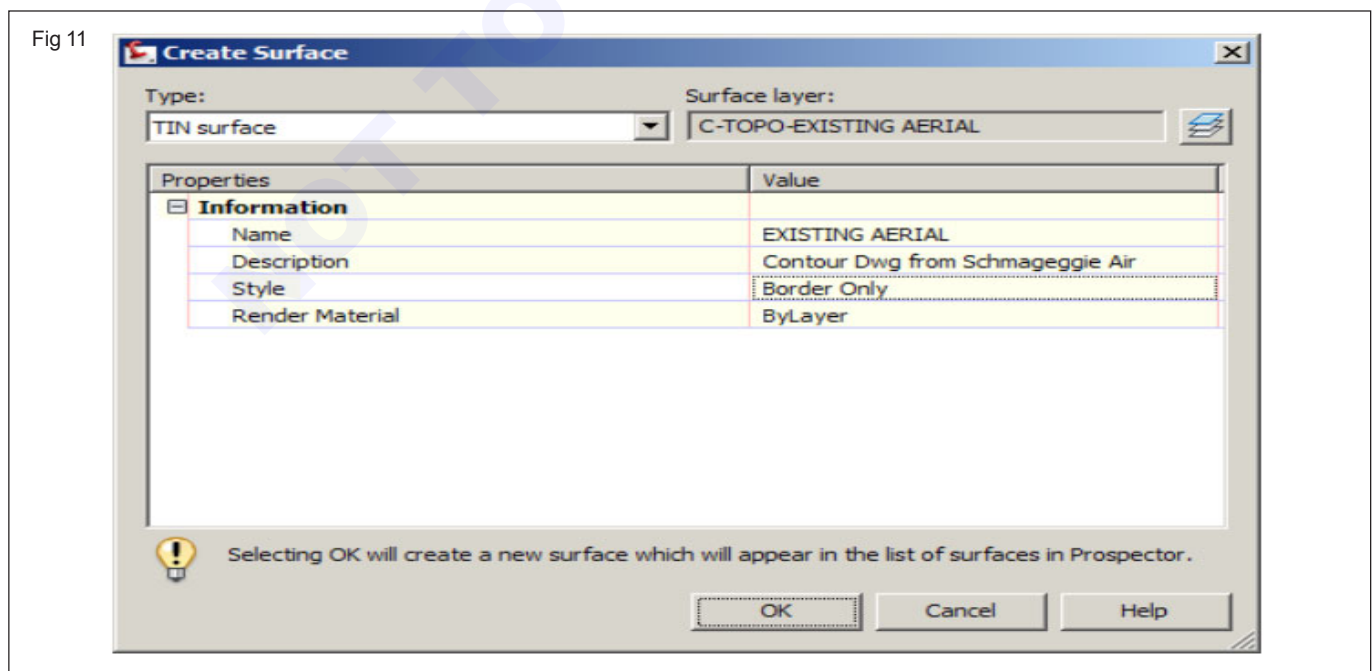 Fig 11
Create Surface
Type:
Surface layer:
TIN surface
C-TOPO-EXISTING AERIAL
Properties Value
Information
Name EXISTING AERIAL
Description Contour Dwg from Schmageggie Air
Style Border Only
Render Material ByLayer
Selecting OK will create a new surface which will appear in the list of surfaces in Prospector.
OK Cancel Help
NOT TO